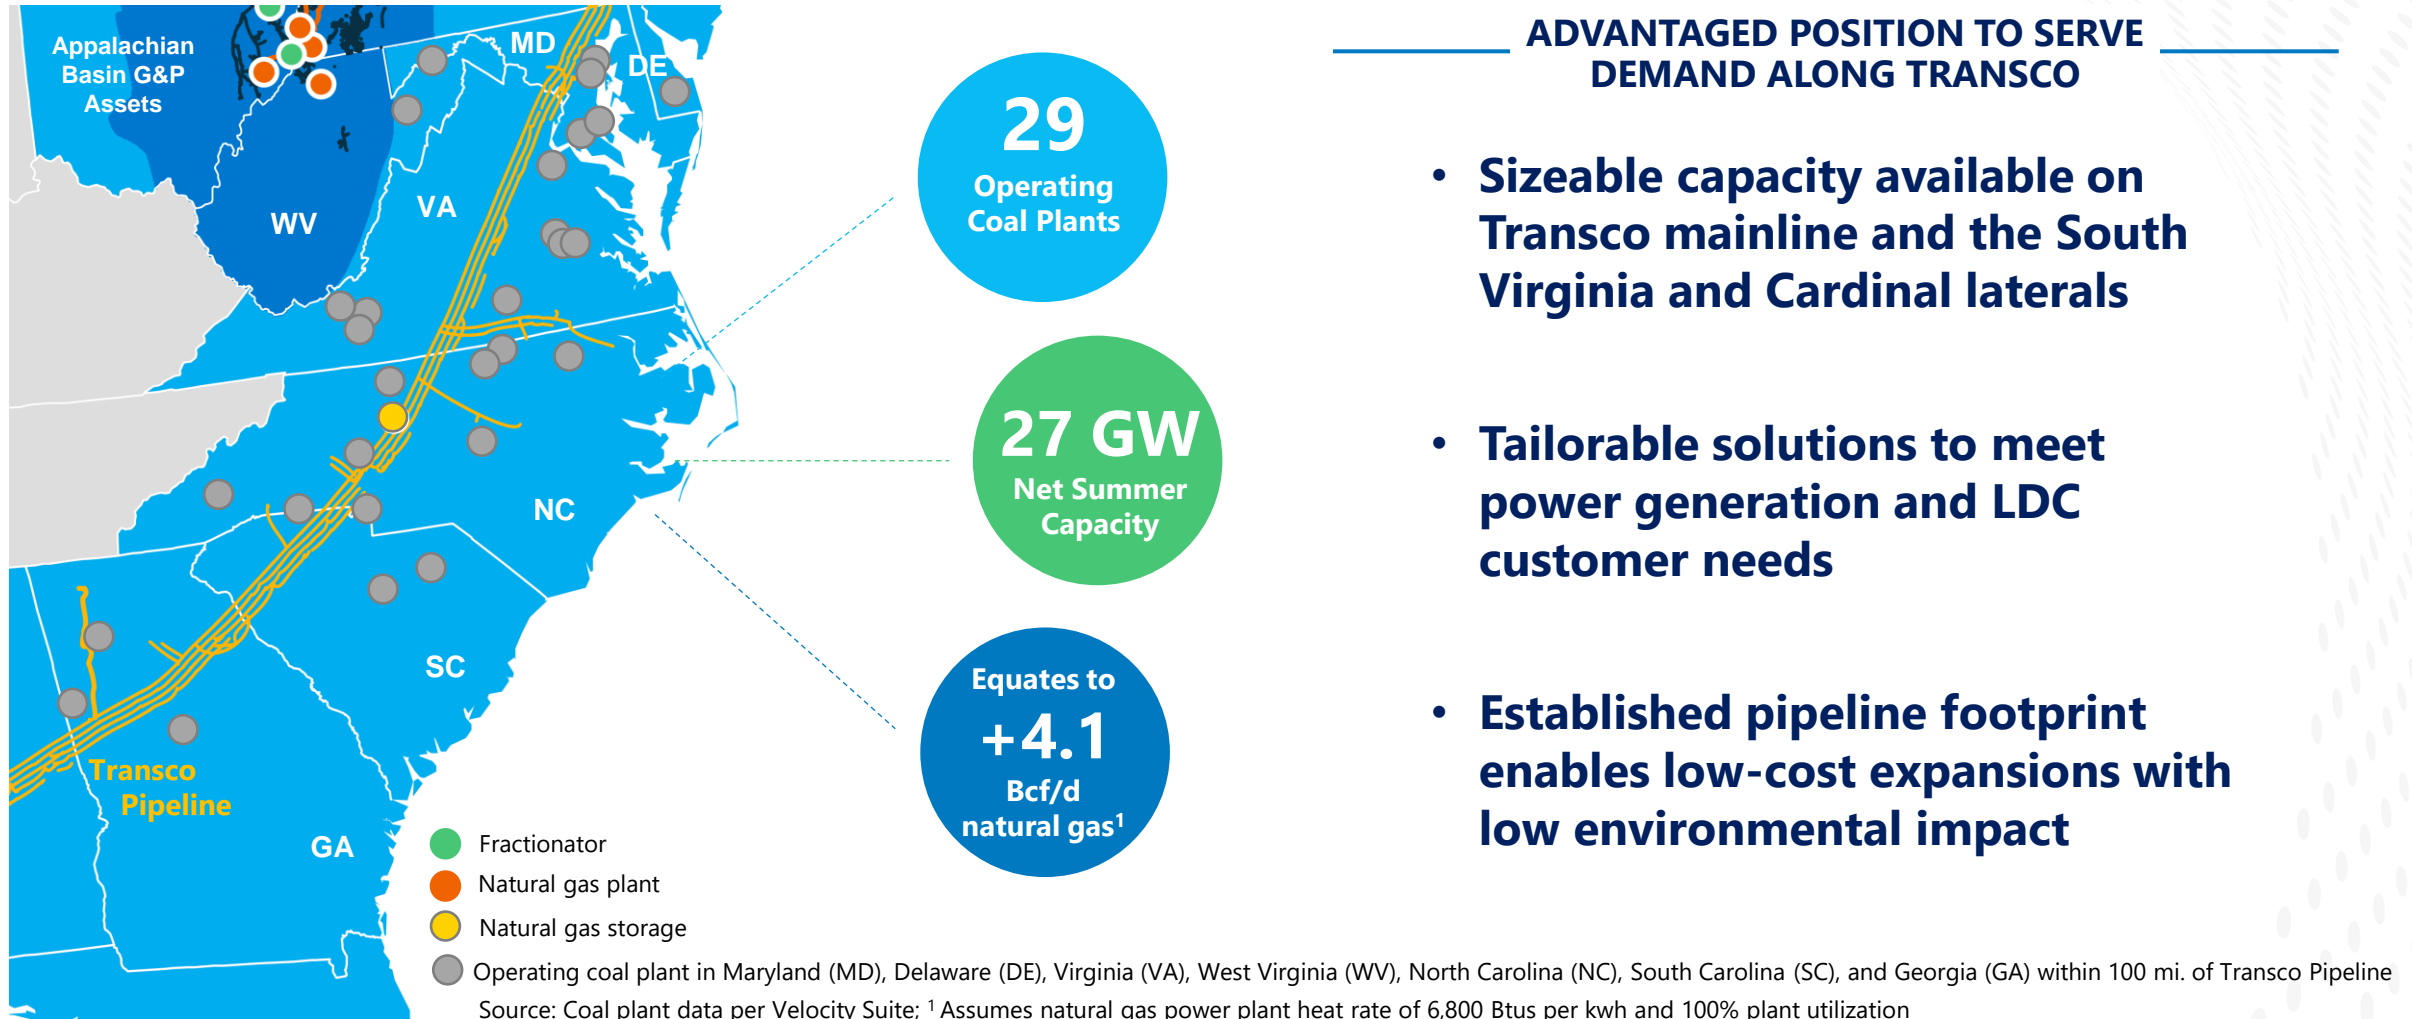 Appalachian
Basin G&P
Assets
MD
DE
VA
WV
NC
SC
GA
Transco
Pipeline
29
Operating
Coal Plants
27 GW
Net Summer
Capacity
Equates to
+4.1
Bcf/d
natural gas¹
ADVANTAGED POSITION TO SERVE
DEMAND ALONG TRANSCO
• Sizeable capacity available on
Transco mainline and the South
Virginia and Cardinal laterals
• Tailorable solutions to meet
power generation and LDC
customer needs
• Established pipeline footprint
enables low-cost expansions with
low environmental impact
Fractionator
Natural gas plant
Natural gas storage
Operating coal plant in Maryland (MD), Delaware (DE), Virginia (VA), West Virginia (WV), North Carolina (NC), South Carolina (SC), and Georgia (GA) within 100 mi. of Transco Pipeline
Source: Coal plant data per Velocity Suite; ¹ Assumes natural gas power plant heat rate of 6,800 Btus per kwh and 100% plant utilization